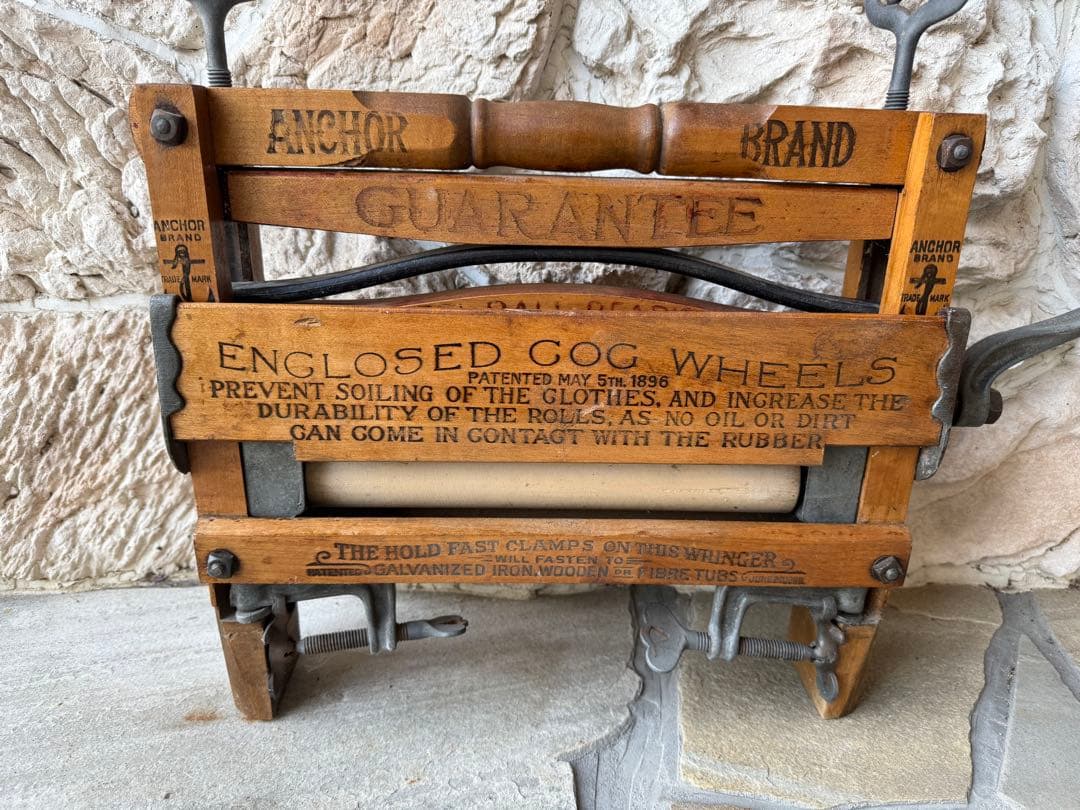 ANCHOR BRAND
GUARANTEE
ANCHOR
BRAND
TRADE MARK
ANCHOR
BRAND
TRADE MARK
ENCLOSED COG WHEELS
PATENTED MAY 5TH. 1896
PREVENT SOILING OF THE CLOTHES, AND INCREASE THE
DURABILITY OF THE ROLLS, AS NO OIL OR DIRT
CAN COME IN CONTACT WITH THE RUBBER
THE HOLD FAST CLAMPS ON THIS WRINGER
WILL FASTEN TO
PATENTED GALVANIZED IRON, WOODEN OR FIBRE TUBS